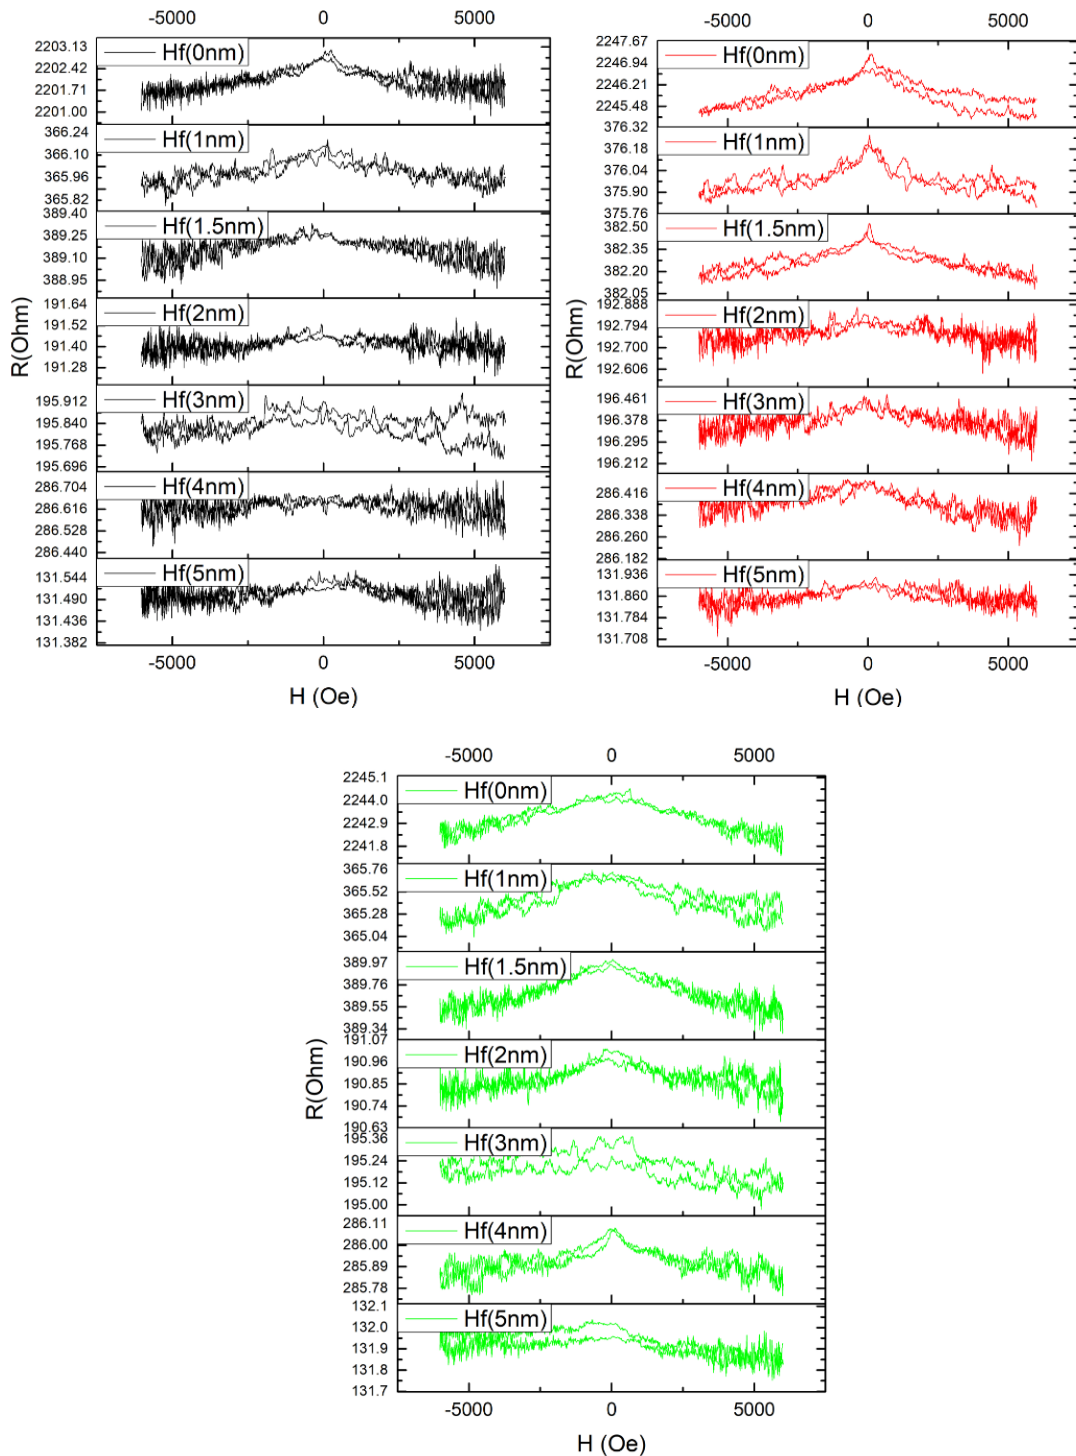 -5000 0 5000
2203.13
2202.42
2201.71
2201.00
Hf(0nm)
366.24
366.10
365.96
365.82
Hf(1nm)
389.40
389.25
389.10
388.95
Hf(1.5nm)
191.64
191.52
191.40
191.28
Hf(2nm)
195.912
195.840
195.768
195.696
Hf(3nm)
286.704
286.616
286.528
286.440
Hf(4nm)
131.544
131.490
131.436
131.382
Hf(5nm)
R(Ohm)
-5000 0 5000
H (Oe)
-5000 0 5000
2247.67
2246.94
2246.21
2245.48
Hf(0nm)
376.32
376.18
376.04
375.90
375.76
Hf(1nm)
382.50
382.35
382.20
382.05
Hf(1.5nm)
192.888
192.794
192.700
192.606
Hf(2nm)
196.461
196.378
196.295
196.212
Hf(3nm)
286.416
286.338
286.260
286.182
Hf(4nm)
131.936
131.860
131.784
131.708
Hf(5nm)
R(Ohm)
-5000 0 5000
H (Oe)
-5000 0 5000
2245.1
2244.0
2242.9
2241.8
Hf(0nm)
365.76
365.52
365.28
365.04
Hf(1nm)
389.97
389.76
389.55
389.34
Hf(1.5nm)
191.07
190.96
190.85
190.74
190.63
Hf(2nm)
195.36
195.24
195.12
195.00
Hf(3nm)
286.11
286.00
285.89
285.78
Hf(4nm)
132.1
132.0
131.9
131.8
131.7
Hf(5nm)
R(Ohm)
-5000 0 5000
H (Oe)